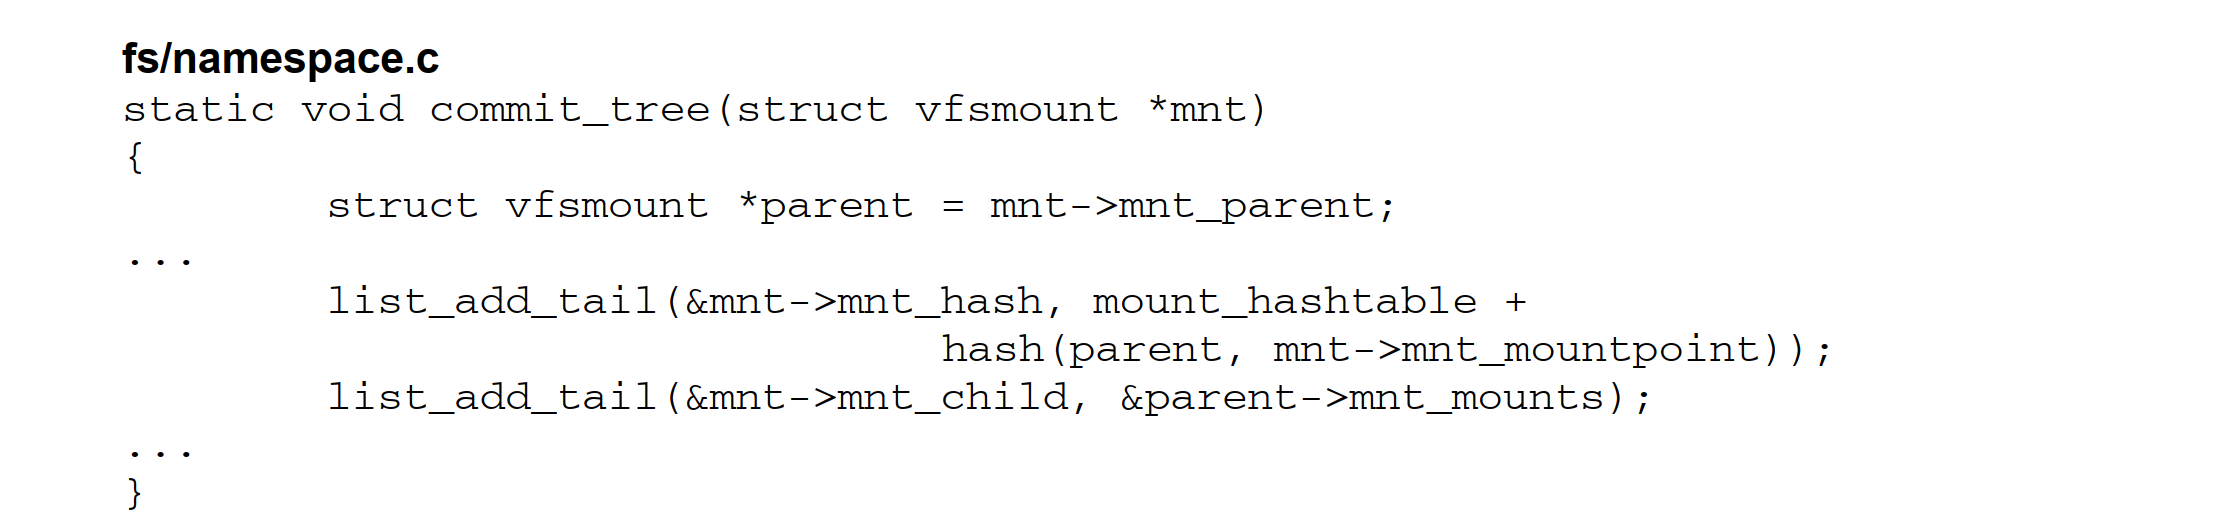 fs/namespace.c
static void commit_tree(struct vfsmount *mnt)
{
        struct vfsmount *parent = mnt->mnt_parent;
...
        list_add_tail(&mnt->mnt_hash, mount_hashtable +
                                hash(parent, mnt->mnt_mountpoint));
        list_add_tail(&mnt->mnt_child, &parent->mnt_mounts);
...
}